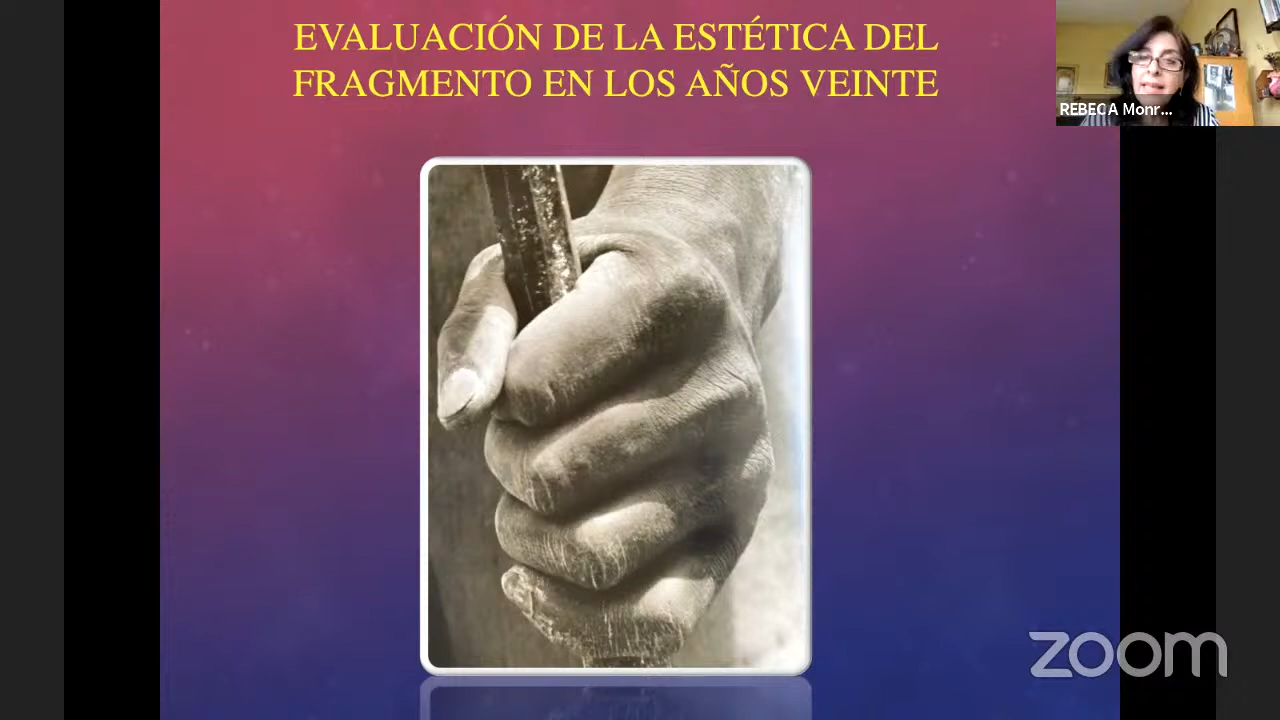 EVALUACIÓN DE LA ESTÉTICA DEL
FRAGMENTO EN LOS AÑOS VEINTE
REBECA Monr...
zoom